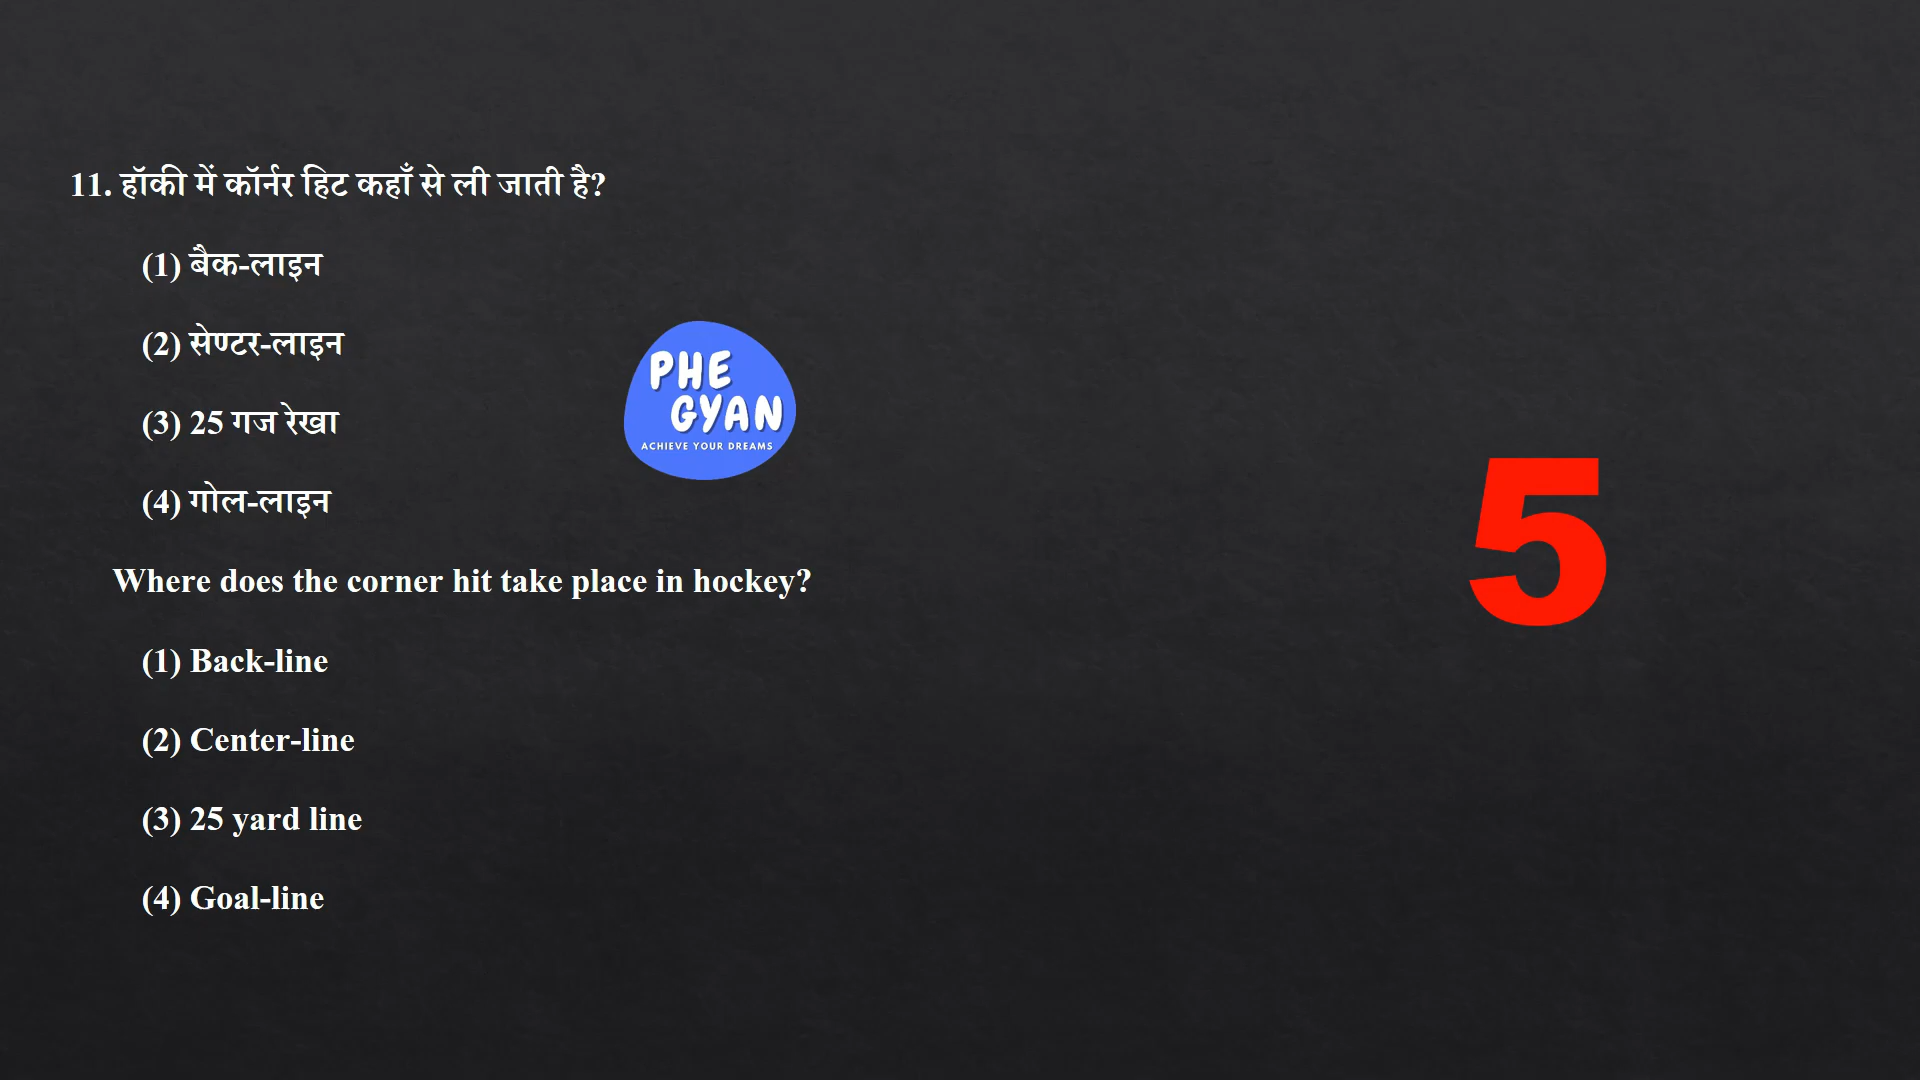 11. हॉकी में कॉर्नर हिट कहाँ से ली जाती है?
(1) बैक-लाइन
(2) सेण्टर-लाइन
(3) 25 गज रेखा
(4) गोल-लाइन
PHE
GYAN
ACHIEVE YOUR DREAMS
5
Where does the corner hit take place in hockey?
(1) Back-line
(2) Center-line
(3) 25 yard line
(4) Goal-line